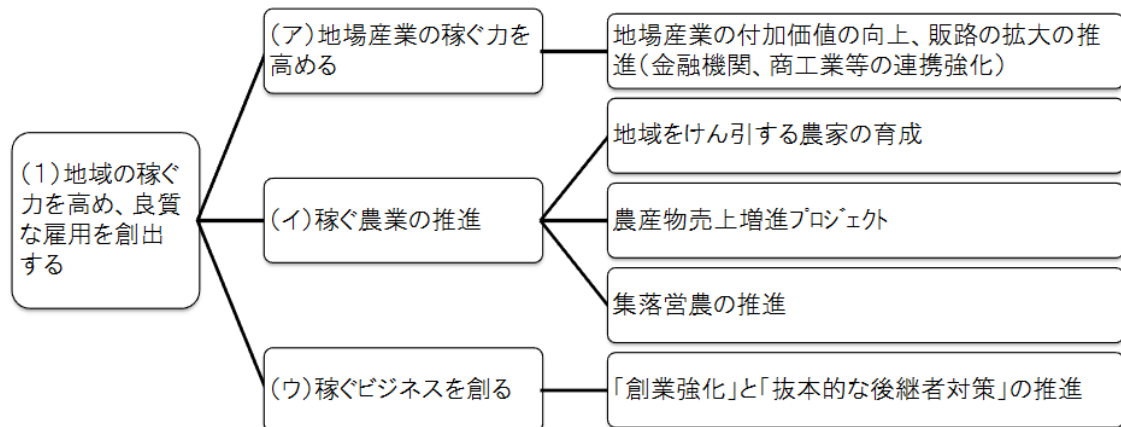 (1)地域の稼ぐ
力を高め、良質
な雇用を創出
する
(ア)地場産業の稼ぐ力を
高める
地場産業の付加価値の向上、販路の拡大の推
進(金融機関、商工業等の連携強化)
(イ)稼ぐ農業の推進
地域をけん引する農家の育成
農産物売上増進プロジェクト
集落営農の推進
(ウ)稼ぐビジネスを創る
「創業強化」と「抜本的な後継者対策」の推進